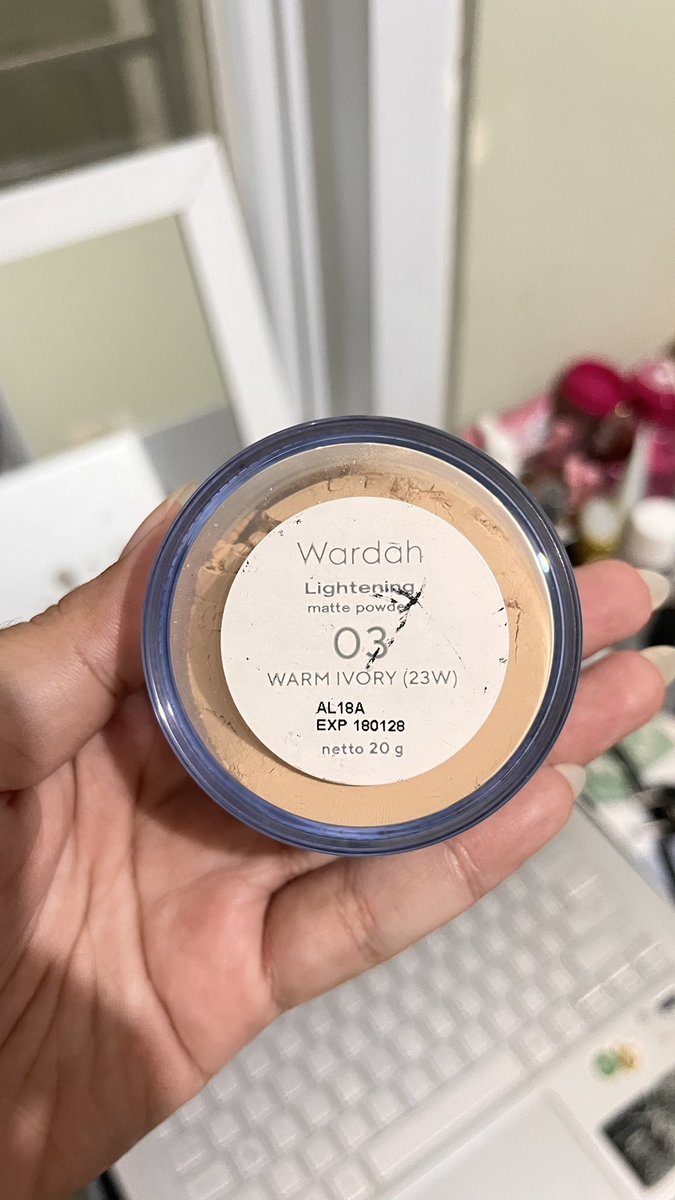 Wardah
Lightening
matte powder
03
WARM IVORY (23W)
AL18A
EXP 180128
netto 20 g